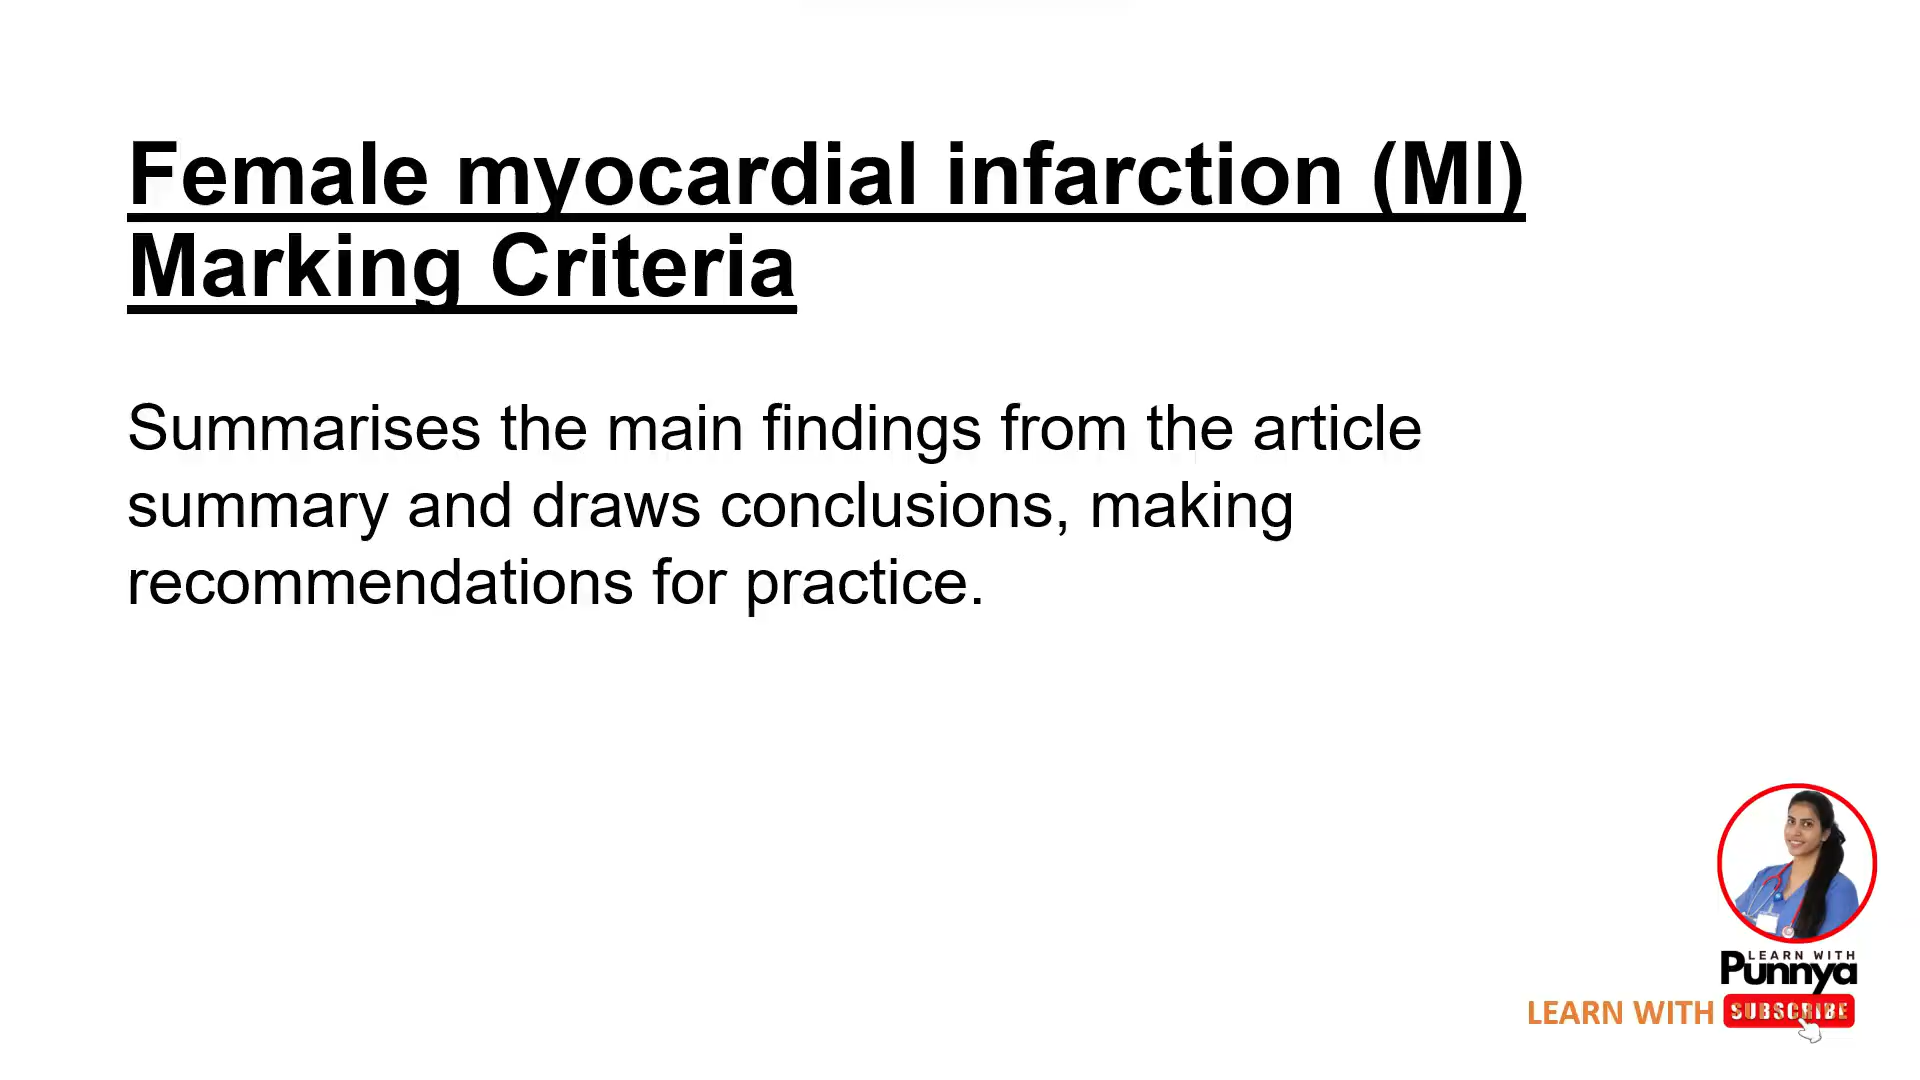 Female myocardial infarction (MI)
Marking Criteria
Summarises the main findings from the article
summary and draws conclusions, making
recommendations for practice.
LEARN WITH
Punnya
LEARN WITH SUBSCRIBE